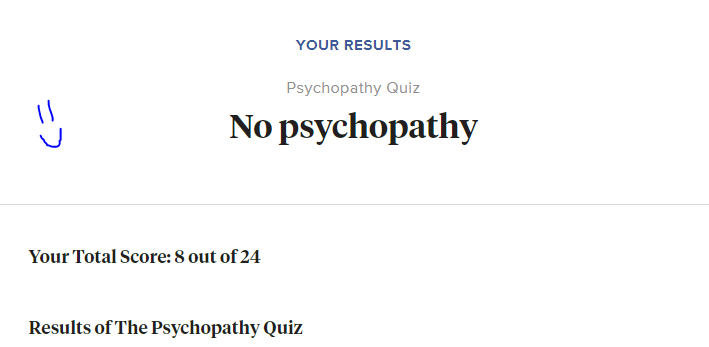 YOUR RESULTS
Psychopathy Quiz
No psychopathy
Your Total Score: 8 out of 24
Results of The Psychopathy Quiz